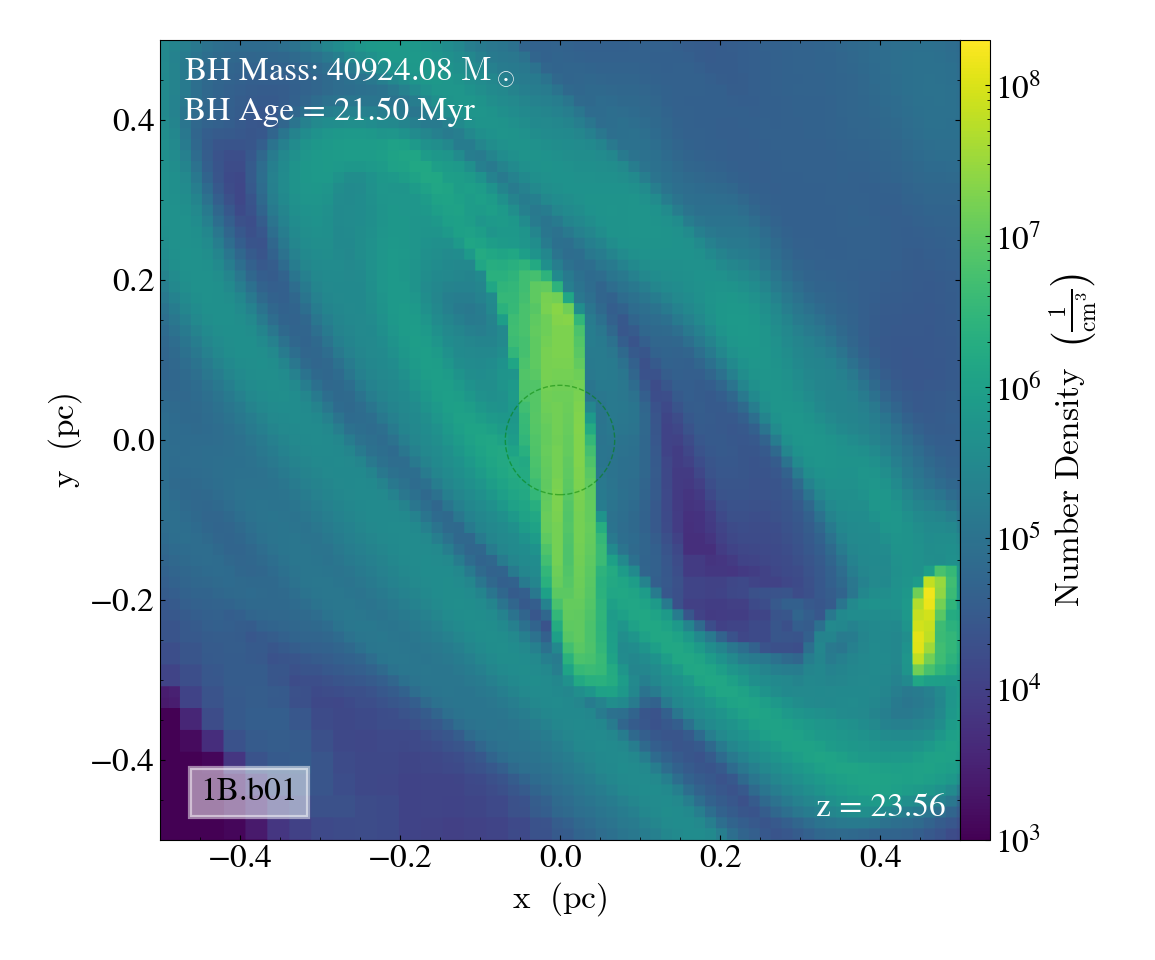 BH Mass: 40924.08 M⊙
BH Age = 21.50 Myr
1B.b01
z = 23.56
0.4
0.2
0.0
−0.2
−0.4
y (pc)
−0.4 −0.2 0.0 0.2 0.4
x (pc)
10⁸
10⁷
10⁶
10⁵
10⁴
10³
Number Density (1/cm³)